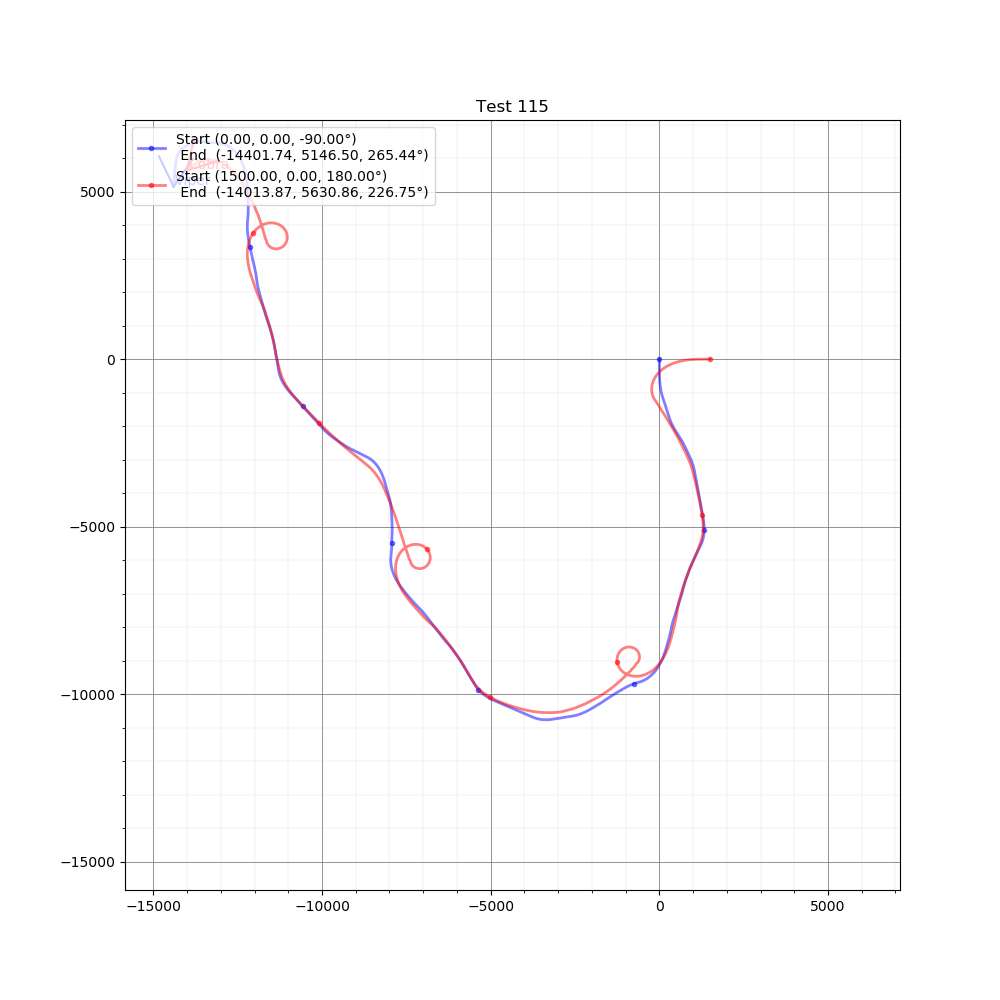 Test 115
Start (0.00, 0.00, -90.00°)
End (-14401.74, 5146.50, 265.44°)
Start (1500.00, 0.00, 180.00°)
End (-14013.87, 5630.86, 226.75°)
5000
0
−5000
−10000
−15000
−15000
−10000
−5000
0
5000